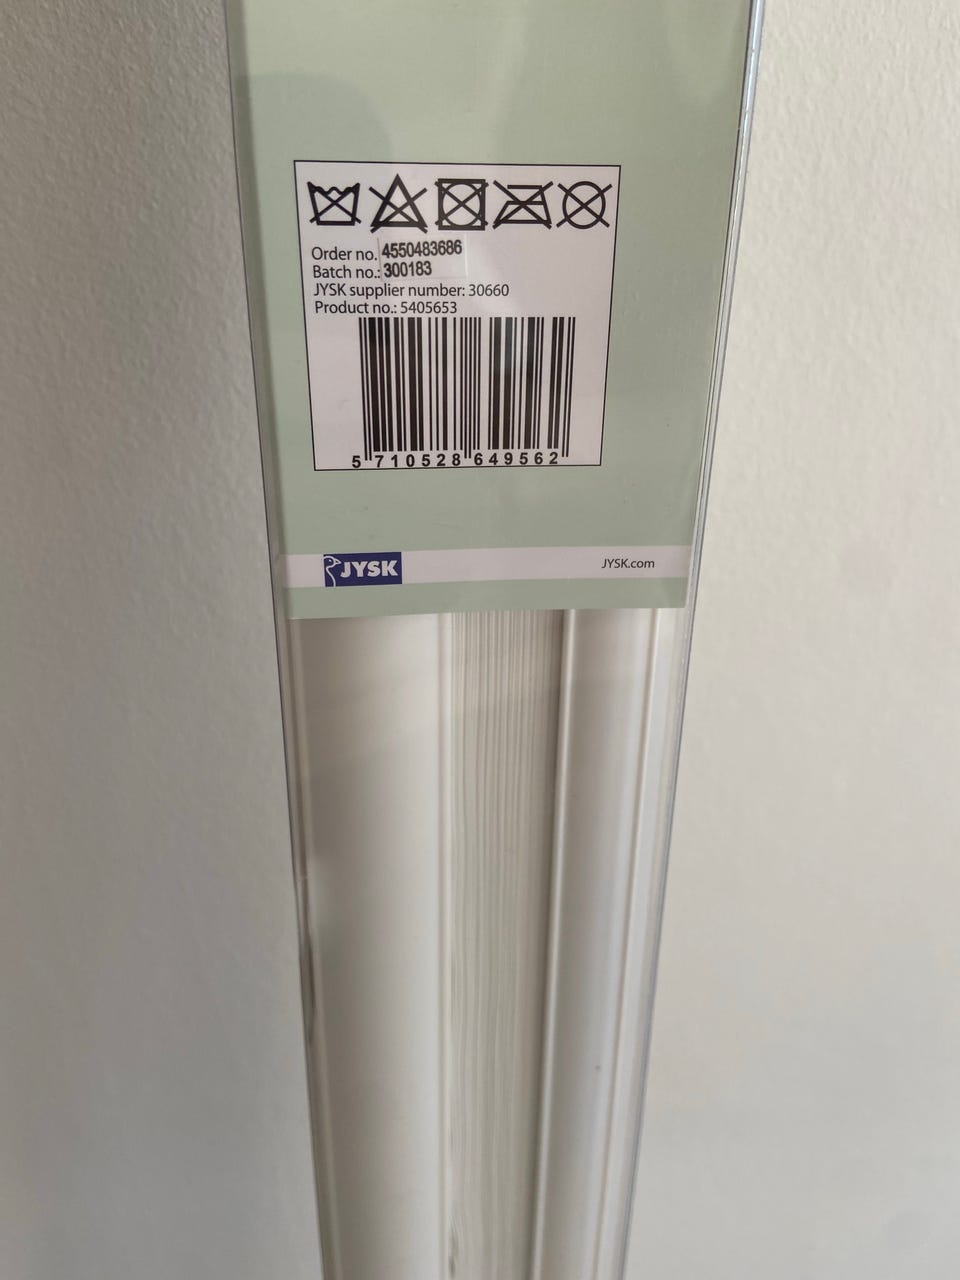 Order no. 4550483686
Batch no.: 300183
JYSK supplier number: 30660
Product no.: 5405653
5 710528 649562
JYSK
JYSK.com